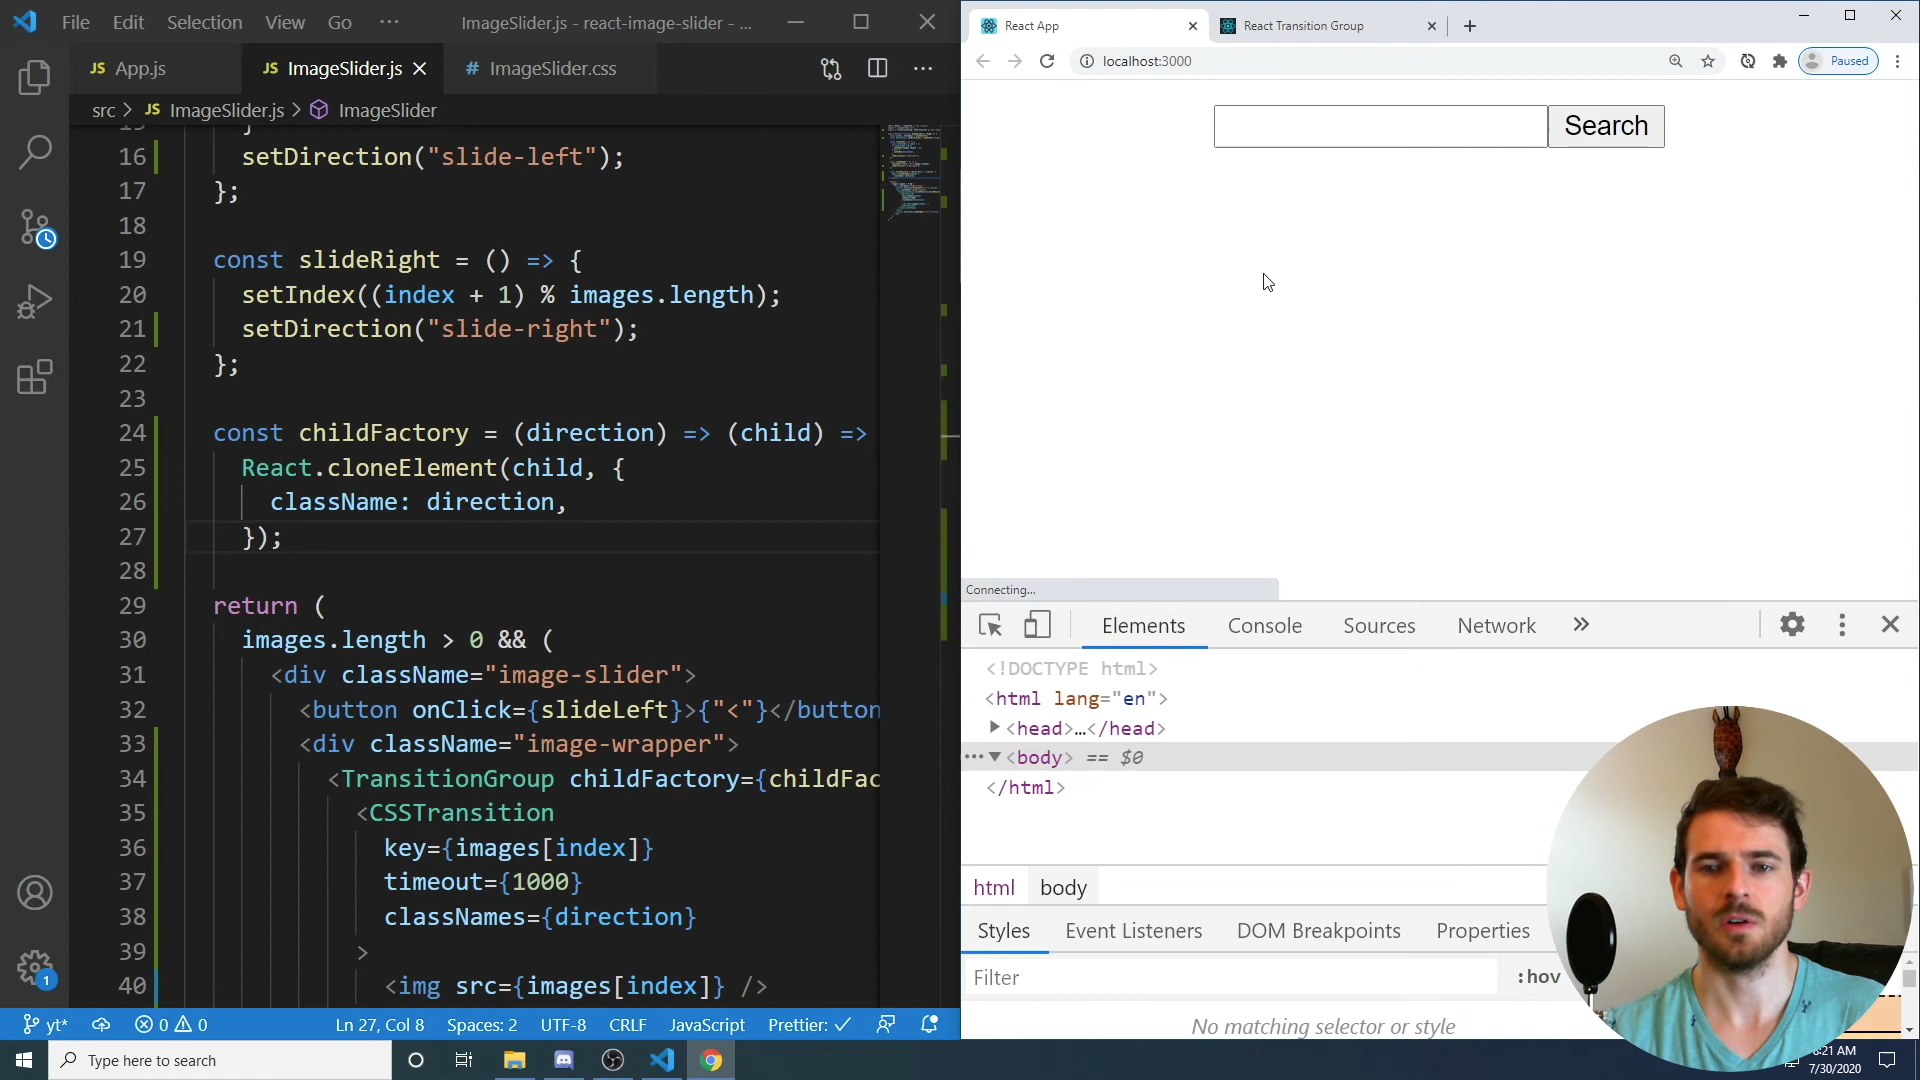 File Edit Selection View Go ··· ImageSlider.js - react-image-slider - ...
JS App.js JS ImageSlider.js # ImageSlider.css
src > JS ImageSlider.js > ImageSlider
16 setDirection("slide-left");
17 };
18
19 const slideRight = () => {
20 setIndex((index + 1) % images.length);
21 setDirection("slide-right");
22 };
23
24 const childFactory = (direction) => (child) =>
25 React.cloneElement(child, {
26 className: direction,
27 });
28
29 return (
30 images.length > 0 && (
31 <div className="image-slider">
32 <button onClick={slideLeft}>{"<"}</button
33 <div className="image-wrapper">
34 <TransitionGroup childFactory={childFac
35 <CSSTransition
36 key={images[index]}
37 timeout={1000}
38 classNames={direction}
39 >
40 <img src={images[index]} />
yt* 0 0 Ln 27, Col 8 Spaces: 2 UTF-8 CRLF JavaScript Prettier: ✓
React App React Transition Group
localhost:3000 Paused
Search
Connecting...
Elements Console Sources Network »
<!DOCTYPE html>
<html lang="en">
<head>…</head>
<body> == $0
</html>
html body
Styles Event Listeners DOM Breakpoints Properties
Filter :hov
No matching selector or style
1
Type here to search
8:21 AM
7/30/2020